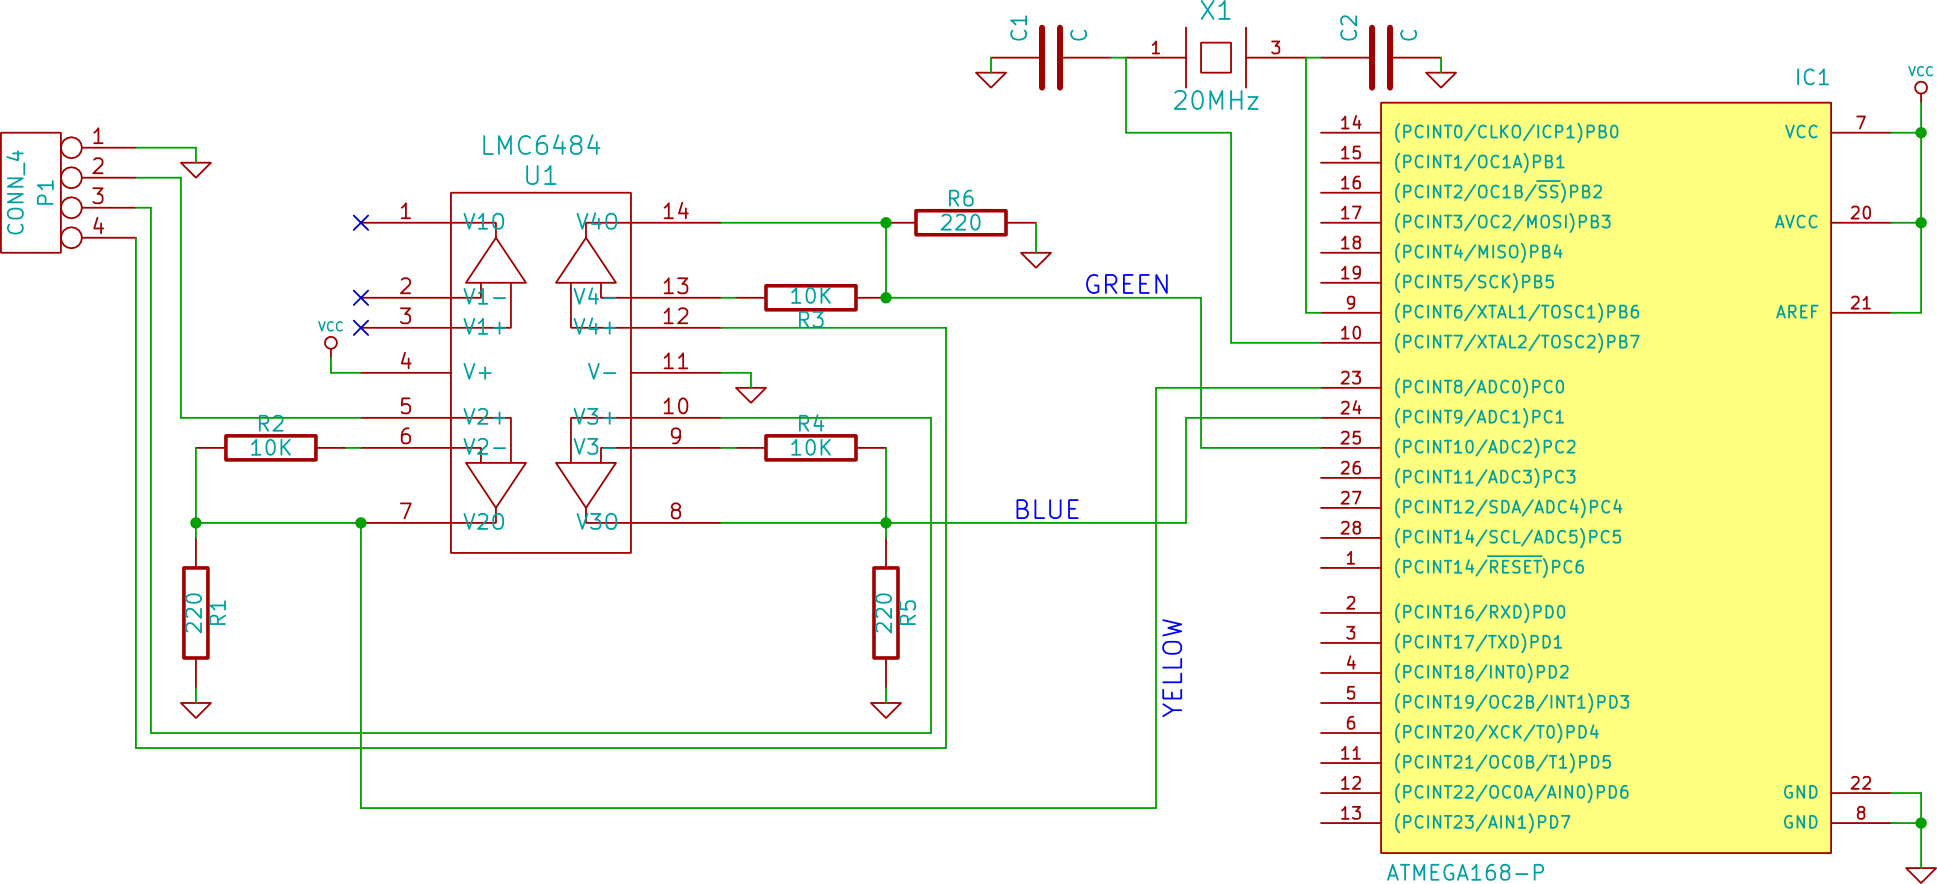 C1
C
X1
1
3
20MHz
C2
C
IC1
VCC
CONN_4
P1
1
2
3
4
LMC6484
U1
1 V1O V4O 14
2 V1- V4- 13
3 V1+ V4+ 12
VCC
4 V+ V- 11
5 V2+ V3+ 10
6 V2- V3- 9
7 V2O V3O 8
R6
220
10K
R3
R2
10K
R4
10K
220
R1
220
R5
GREEN
BLUE
YELLOW
14 (PCINT0/CLKO/ICP1)PB0 VCC 7
15 (PCINT1/OC1A)PB1
16 (PCINT2/OC1B/SS)PB2
17 (PCINT3/OC2/MOSI)PB3 AVCC 20
18 (PCINT4/MISO)PB4
19 (PCINT5/SCK)PB5
9 (PCINT6/XTAL1/TOSC1)PB6 AREF 21
10 (PCINT7/XTAL2/TOSC2)PB7
23 (PCINT8/ADC0)PC0
24 (PCINT9/ADC1)PC1
25 (PCINT10/ADC2)PC2
26 (PCINT11/ADC3)PC3
27 (PCINT12/SDA/ADC4)PC4
28 (PCINT14/SCL/ADC5)PC5
1 (PCINT14/RESET)PC6
2 (PCINT16/RXD)PD0
3 (PCINT17/TXD)PD1
4 (PCINT18/INT0)PD2
5 (PCINT19/OC2B/INT1)PD3
6 (PCINT20/XCK/T0)PD4
11 (PCINT21/OC0B/T1)PD5
12 (PCINT22/OC0A/AIN0)PD6 GND 22
13 (PCINT23/AIN1)PD7 GND 8
ATMEGA168-P